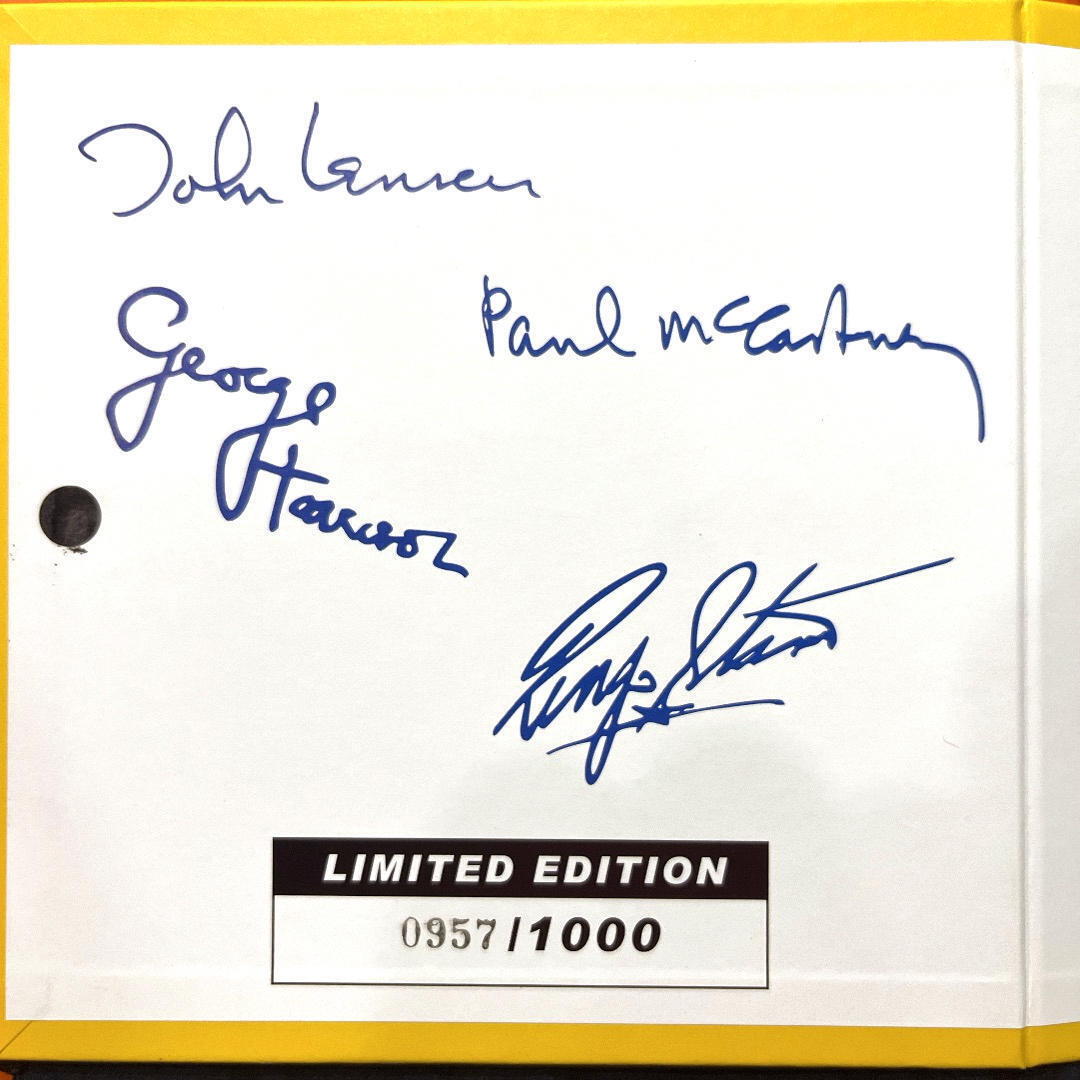 John Lennon
Paul McCartney
George
Harrison
Ringo Starr
LIMITED EDITION
0957/1000